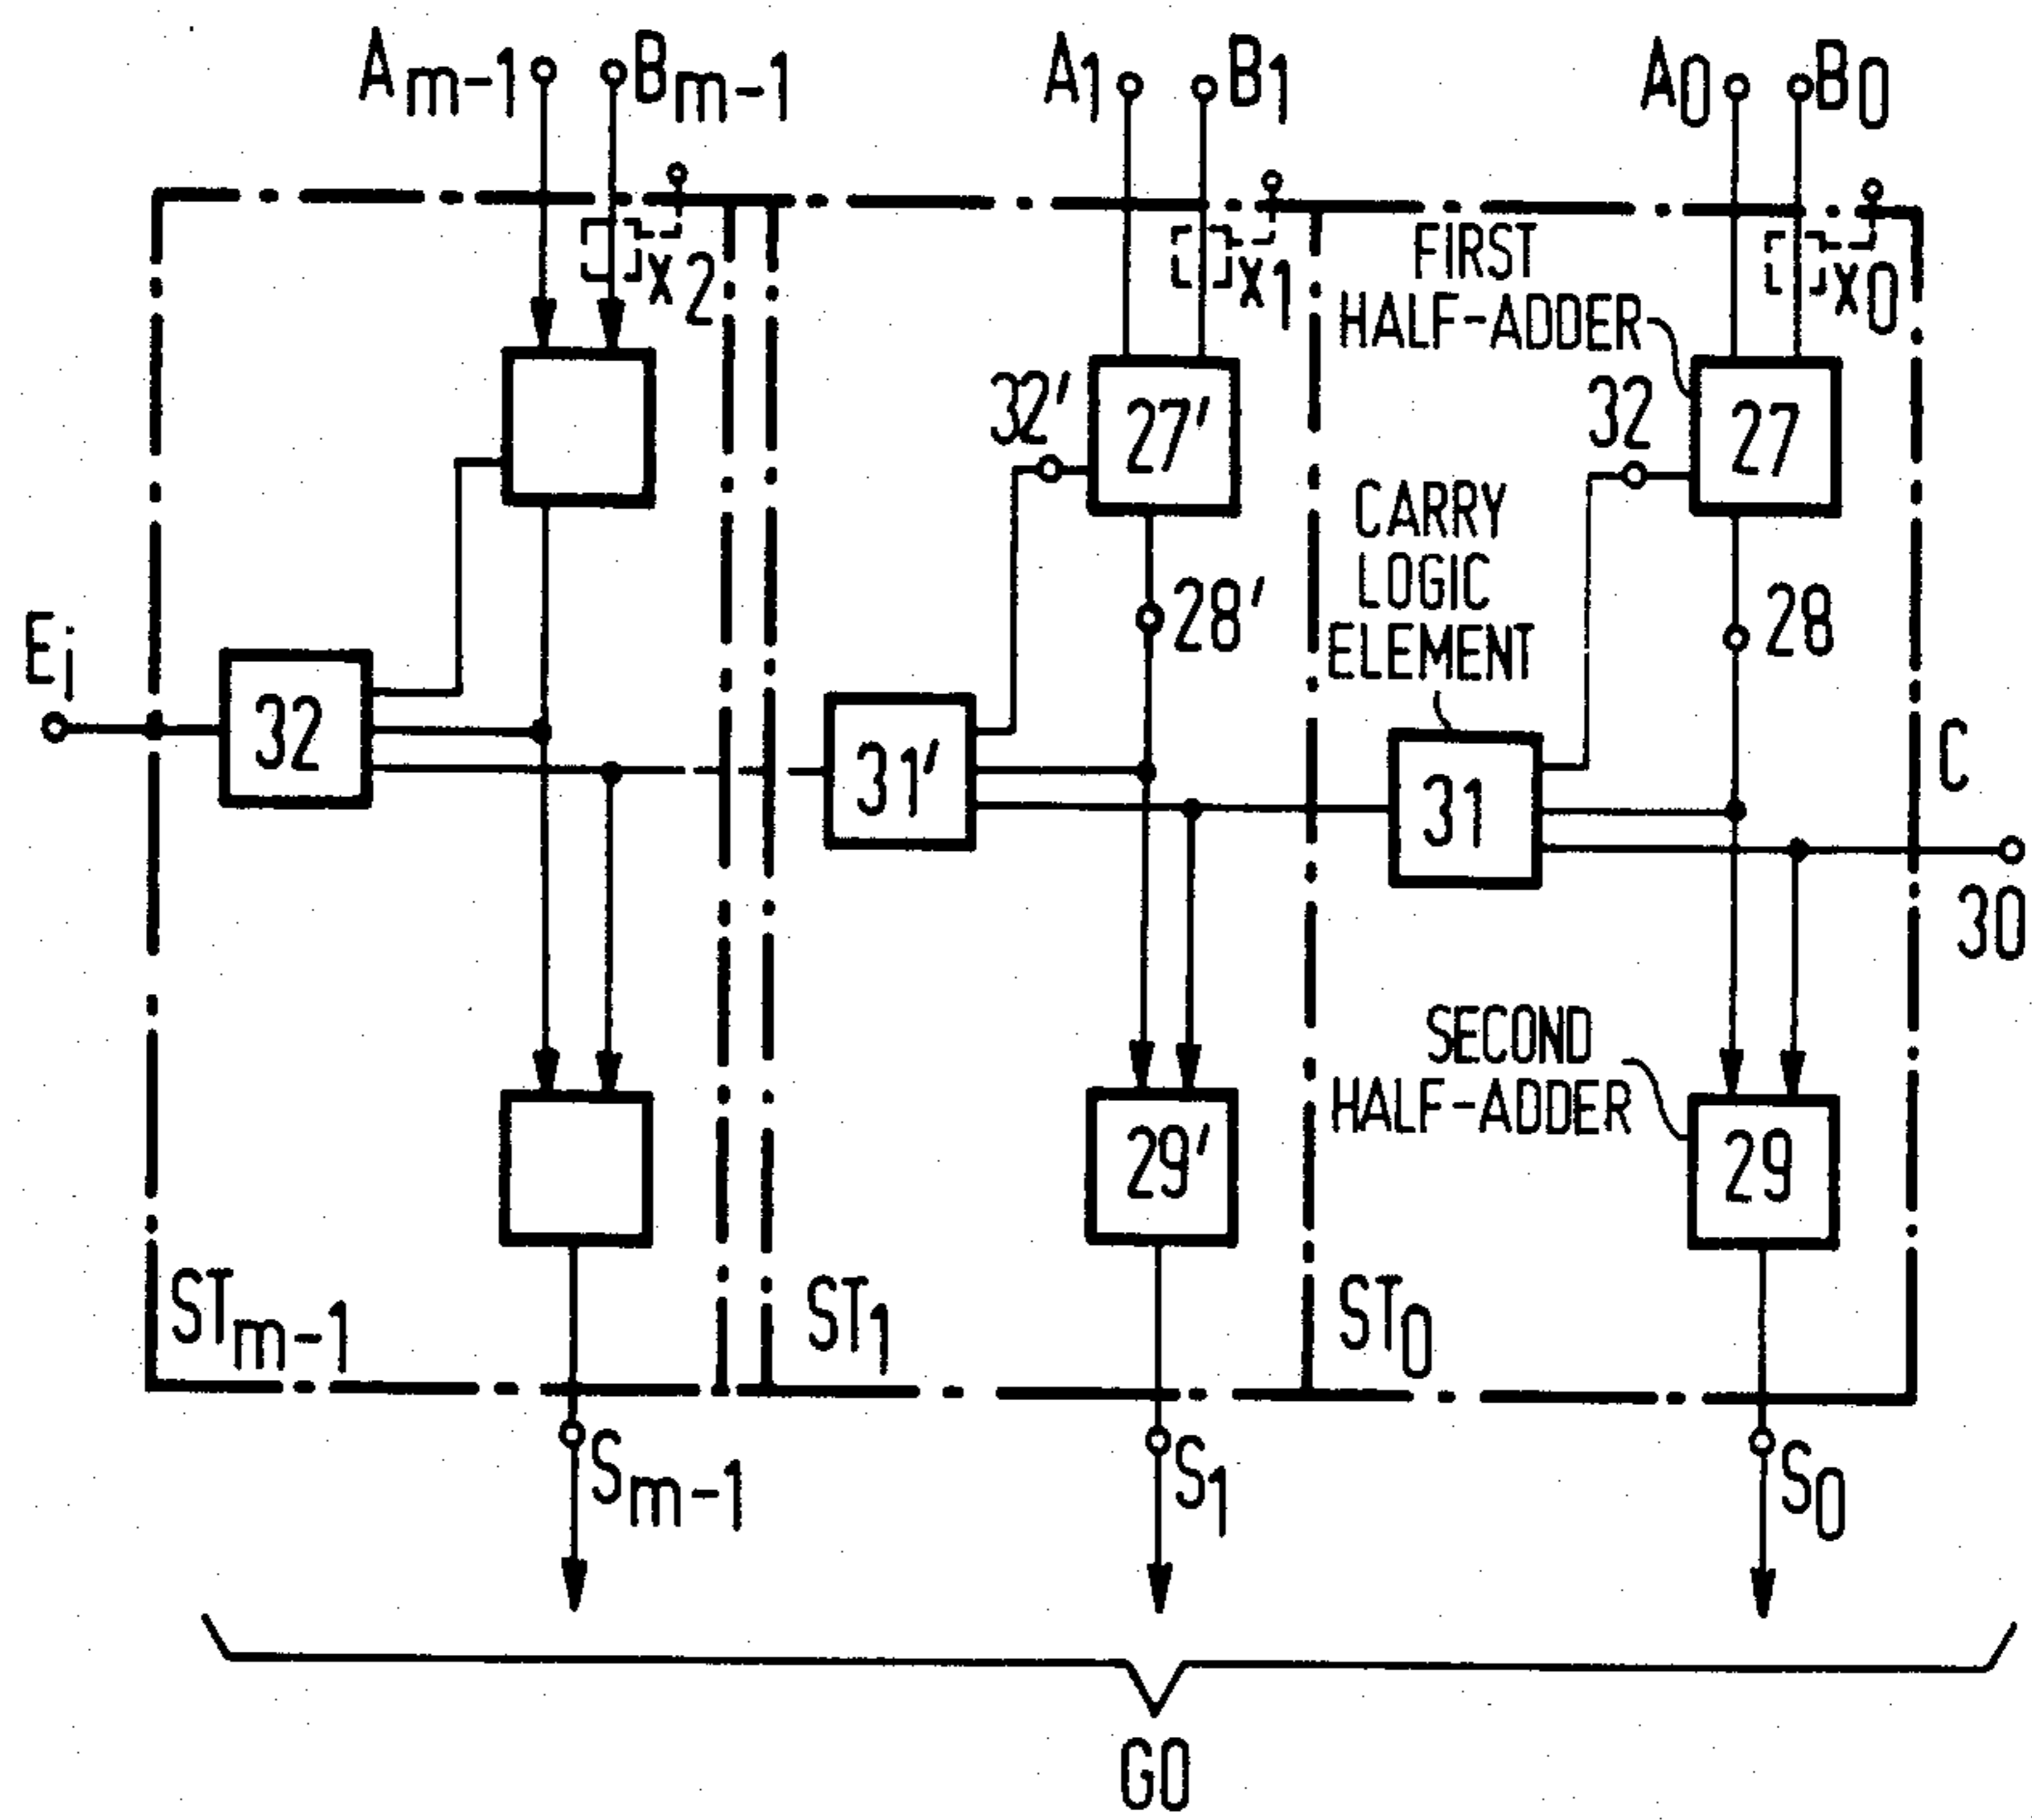 Am-1 Bm-1 A1 B1 A0 B0
x2 x1 x0
FIRST
HALF-ADDER
32' 27' 32 27
CARRY
LOGIC
ELEMENT
28' 28
Ei
32 31' 31 C
30
SECOND
HALF-ADDER
29' 29
STm-1 ST1 ST0
Sm-1 S1 S0
G0